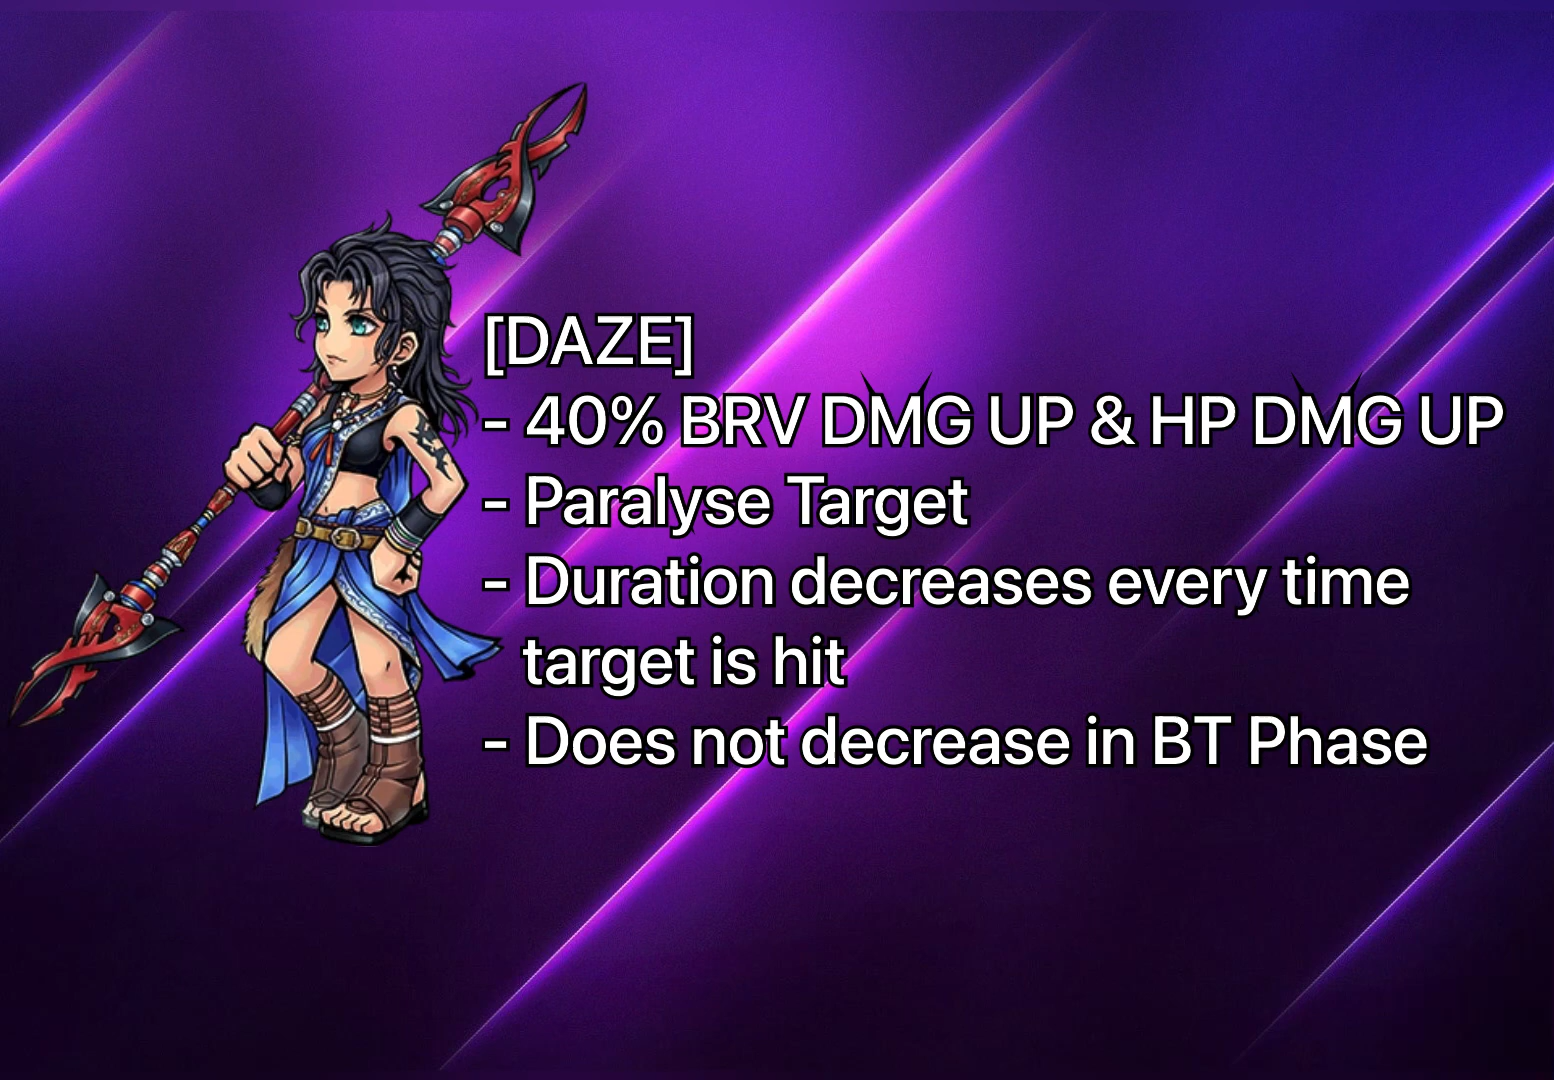 [DAZE]
- 40% BRV DMG UP & HP DMG UP
- Paralyse Target
- Duration decreases every time
target is hit
- Does not decrease in BT Phase